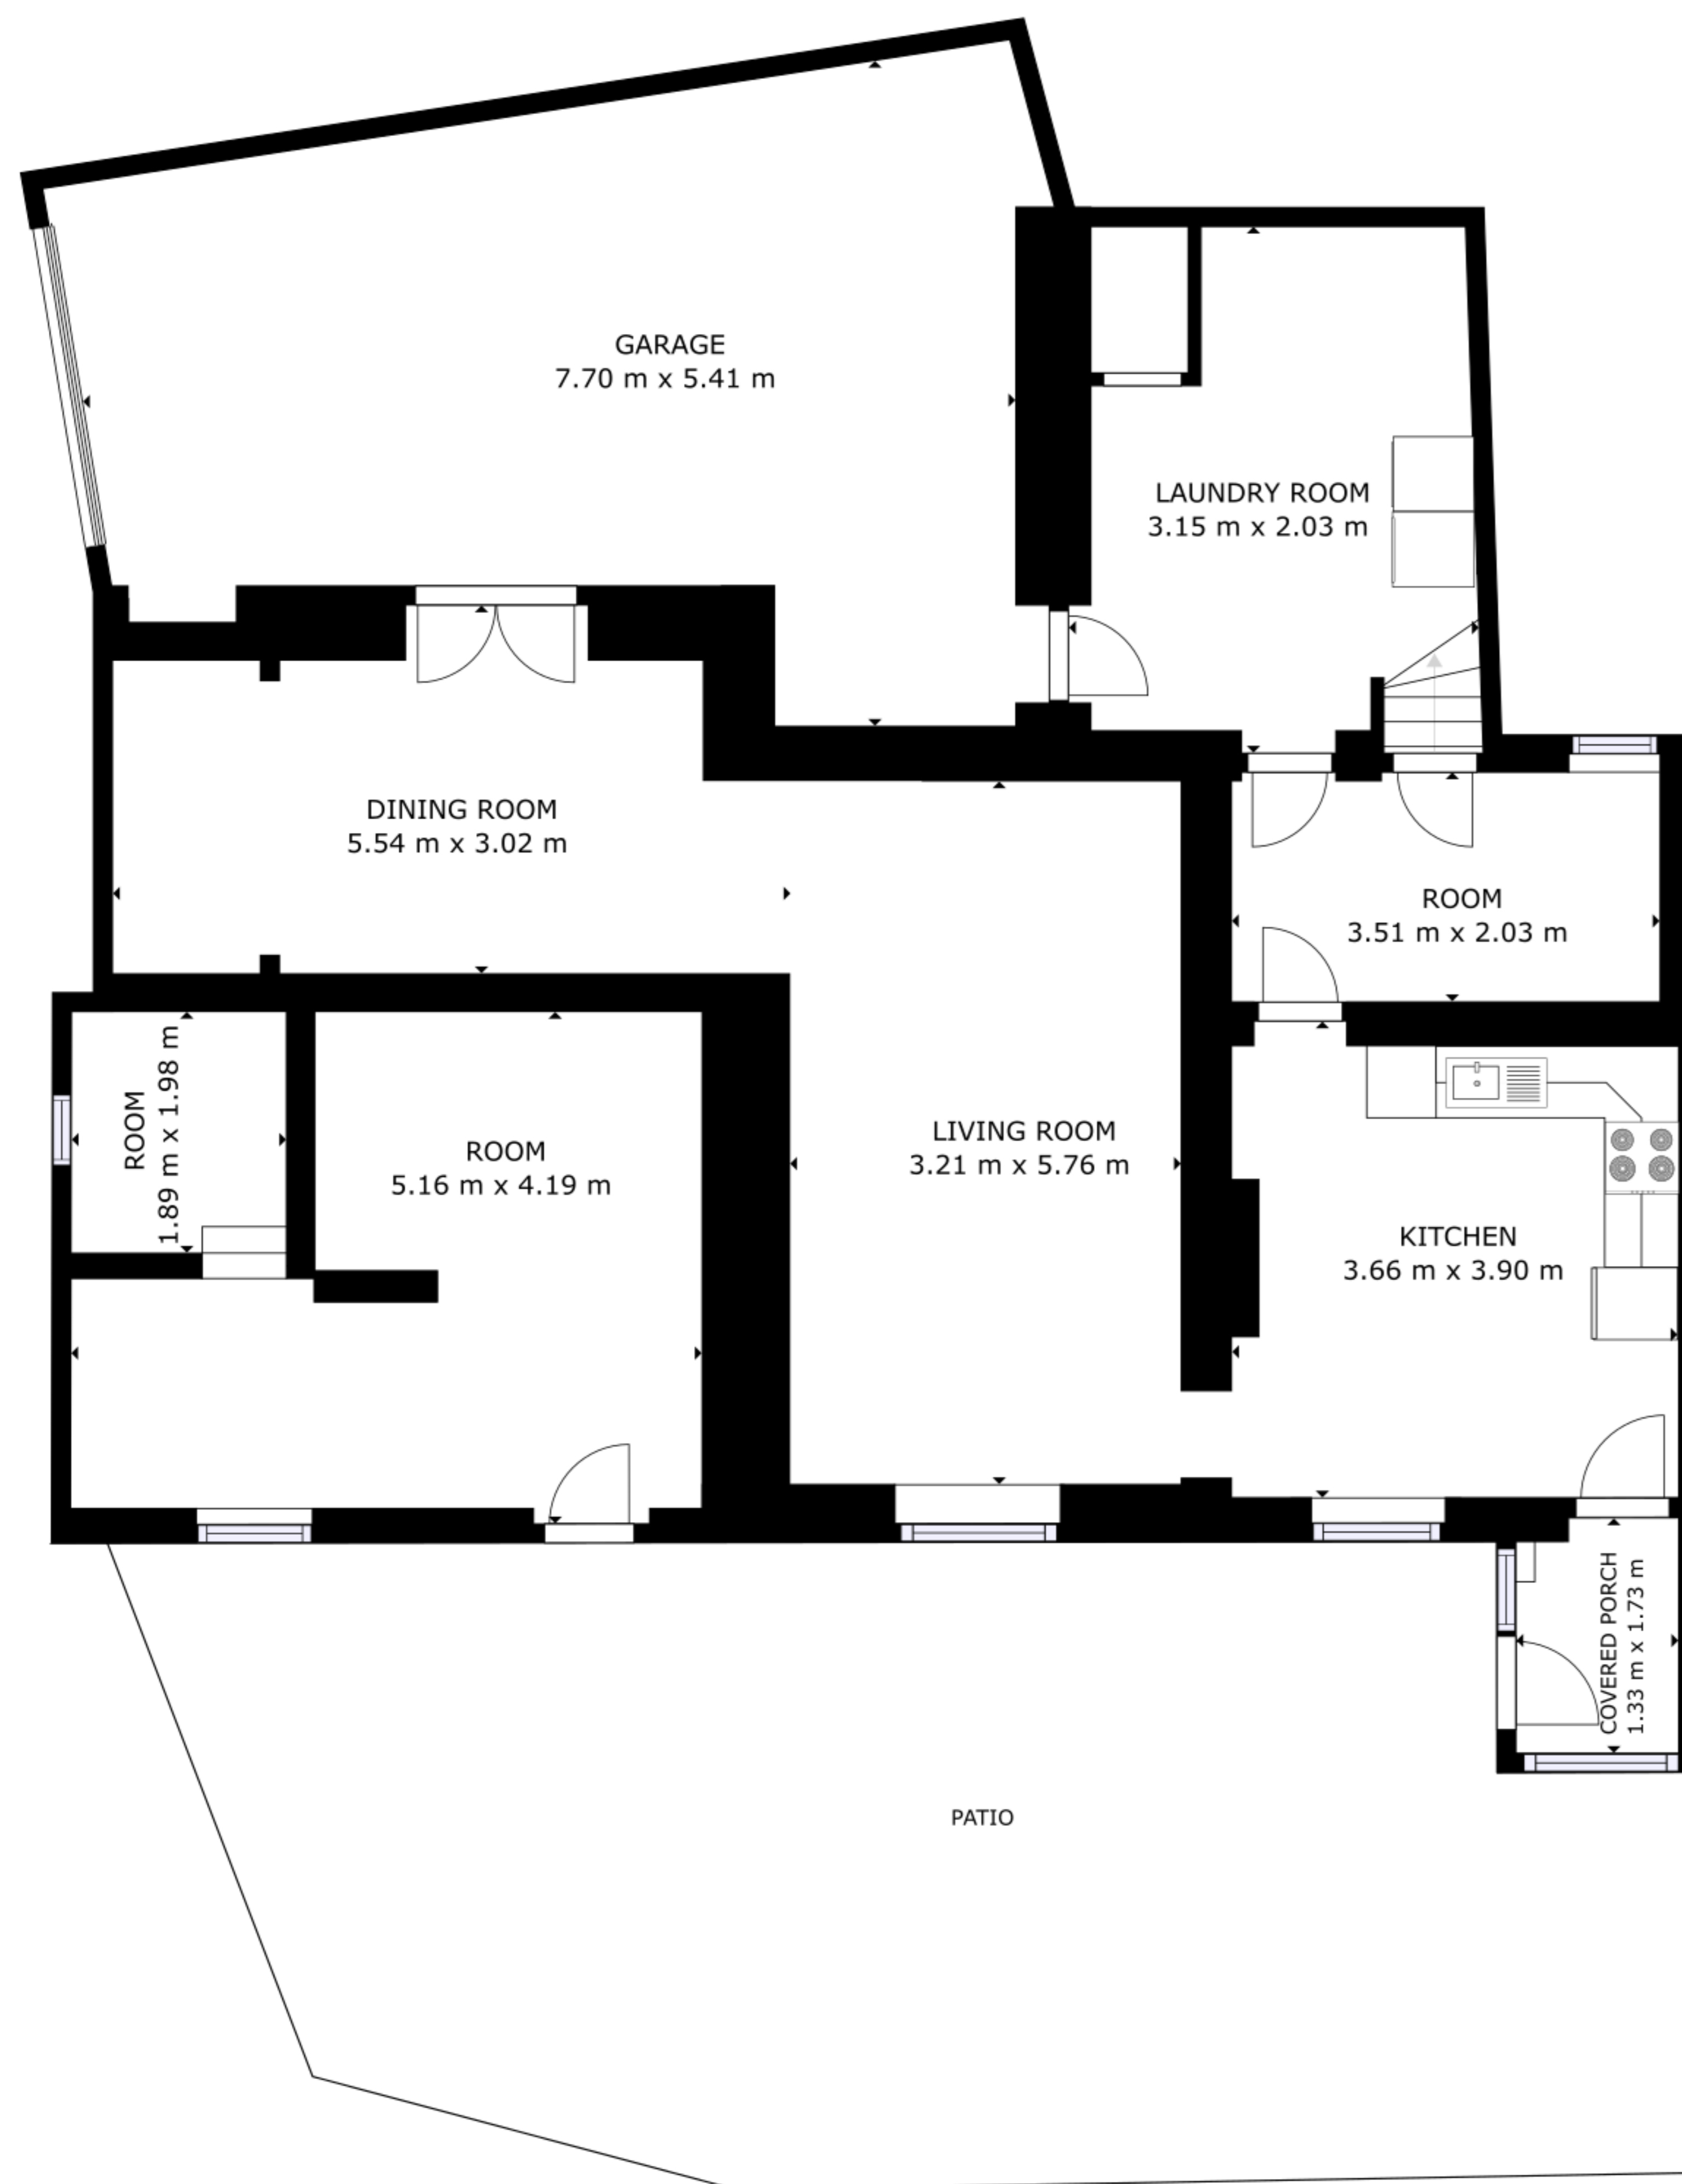 GARAGE
7.70 m x 5.41 m
LAUNDRY ROOM
3.15 m x 2.03 m
DINING ROOM
5.54 m x 3.02 m
ROOM
3.51 m x 2.03 m
ROOM
1.89 m x 1.98 m
ROOM
5.16 m x 4.19 m
LIVING ROOM
3.21 m x 5.76 m
KITCHEN
3.66 m x 3.90 m
COVERED PORCH
1.33 m x 1.73 m
PATIO